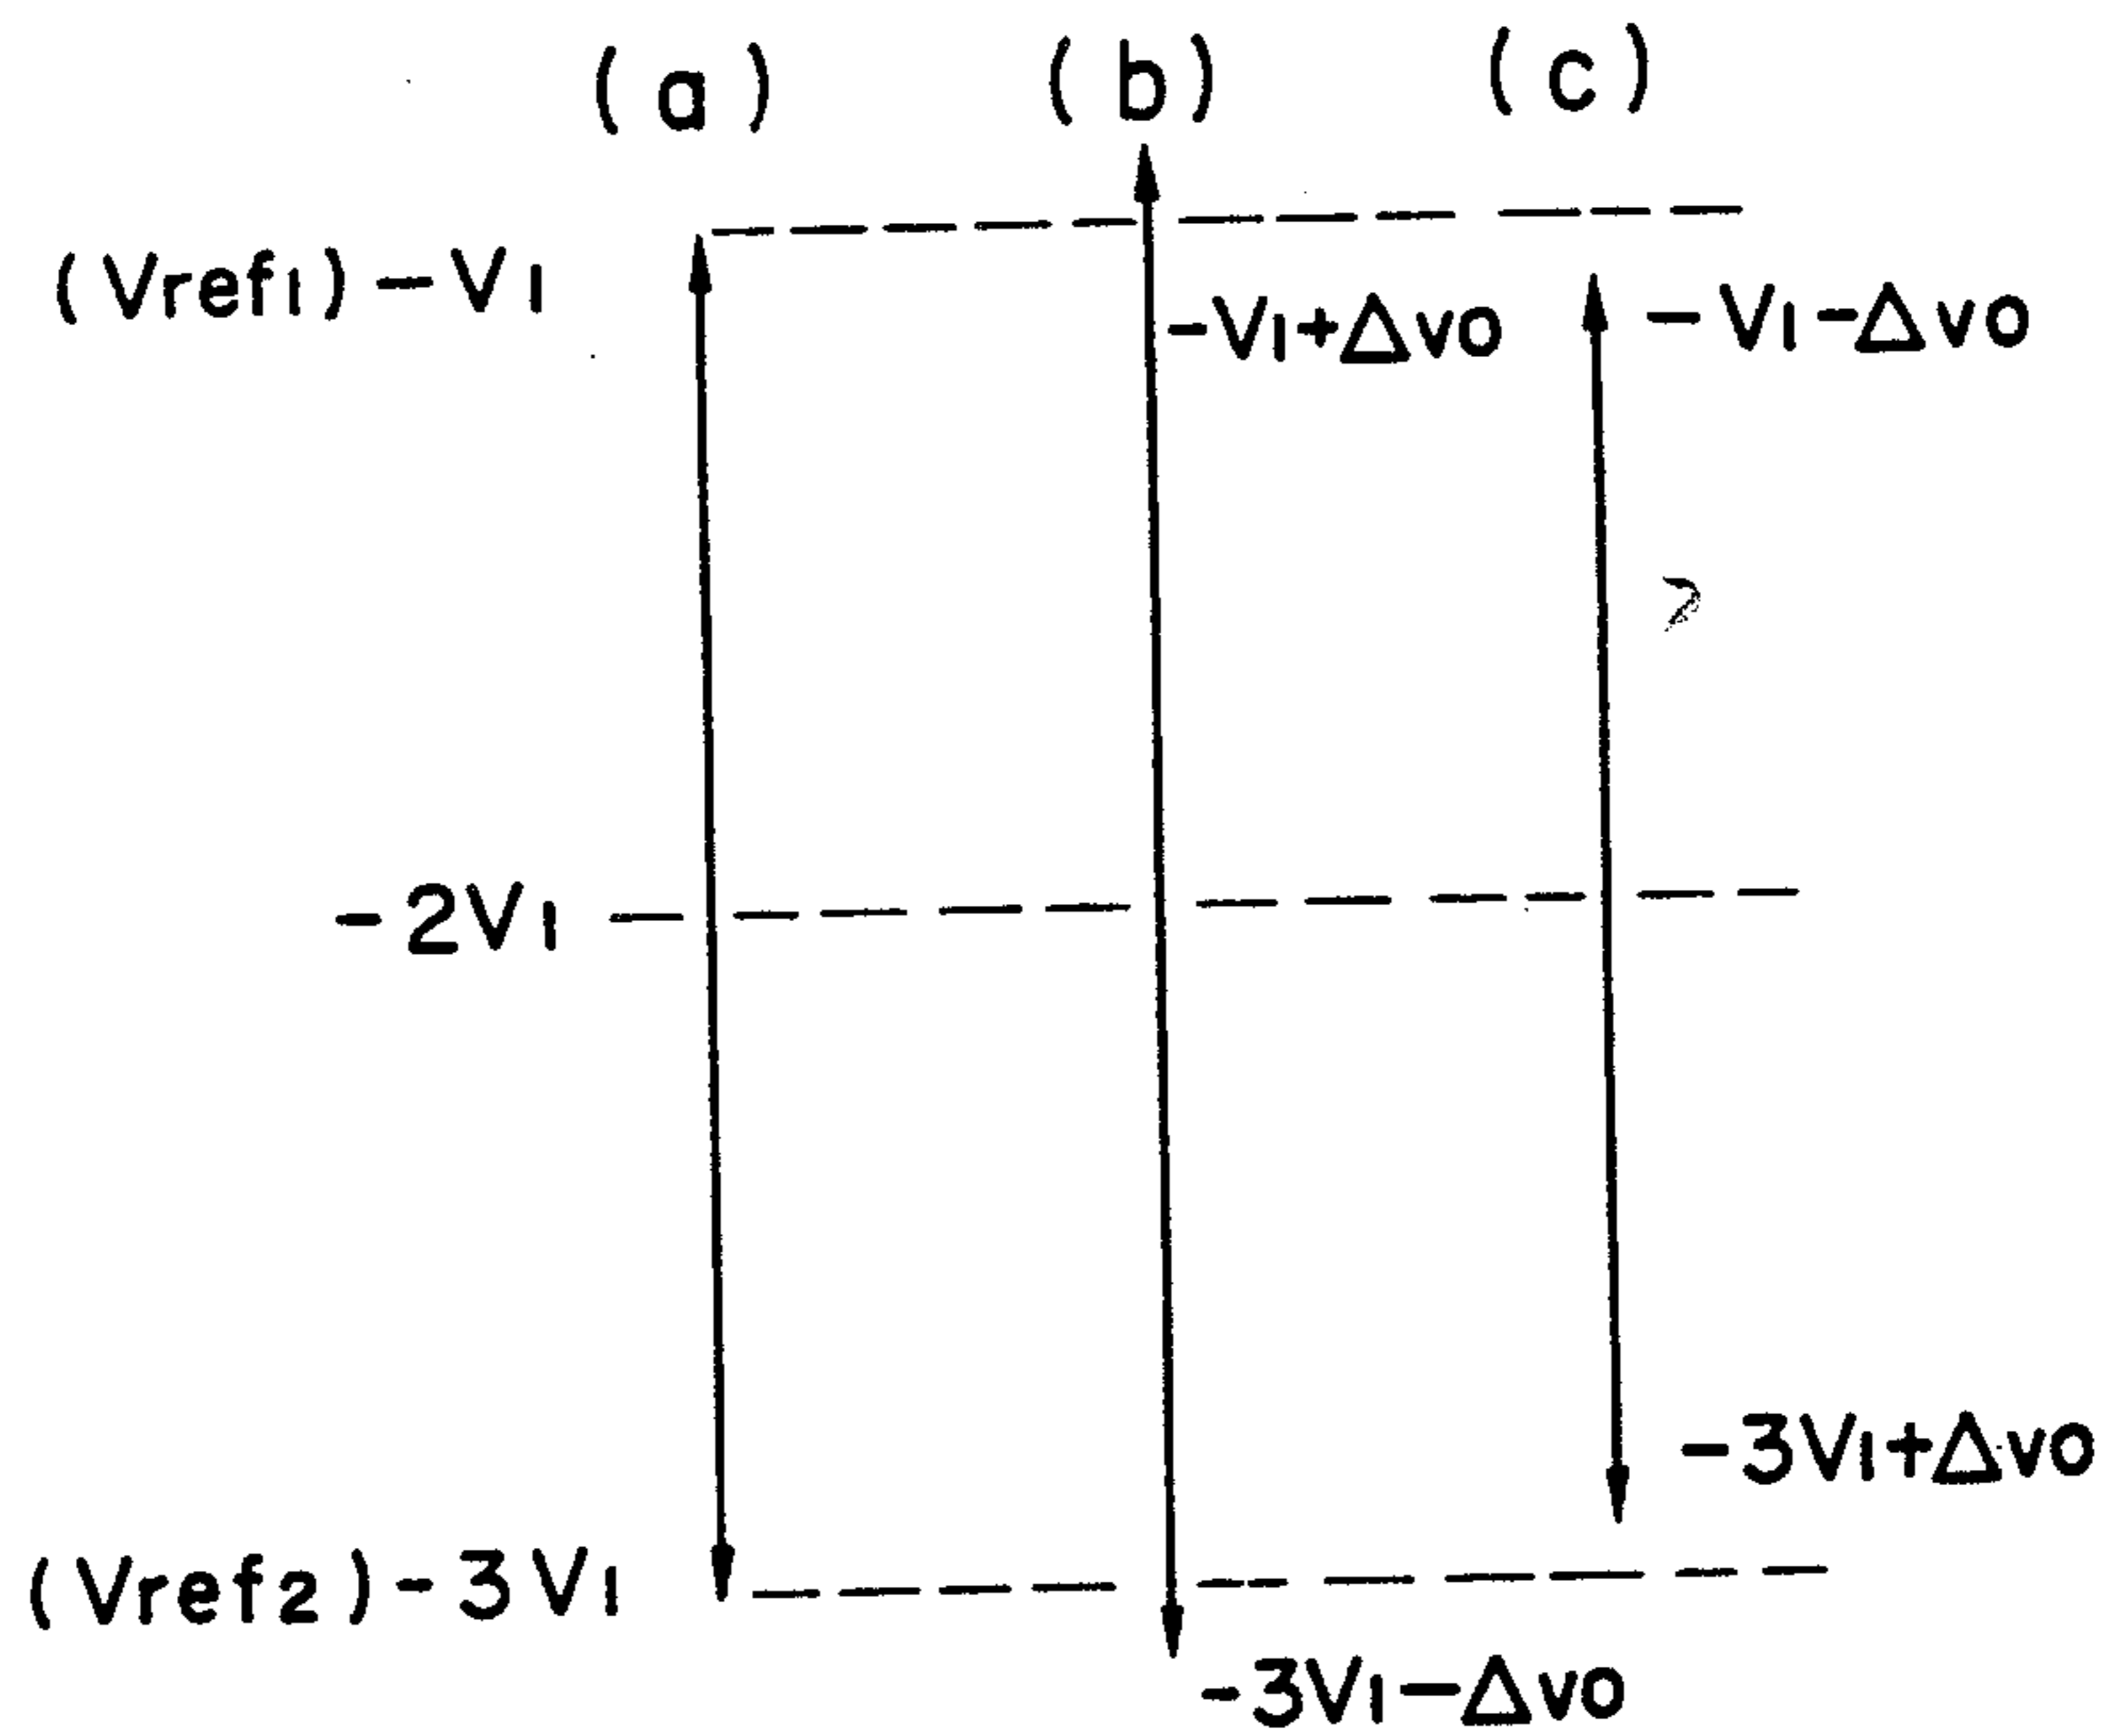 (a) (b) (c)
(Vref1) - V1
-V1+Δvo
-V1-Δvo
-2V1
-3V1+Δvo
(Vref2) -3V1
-3V1-Δvo